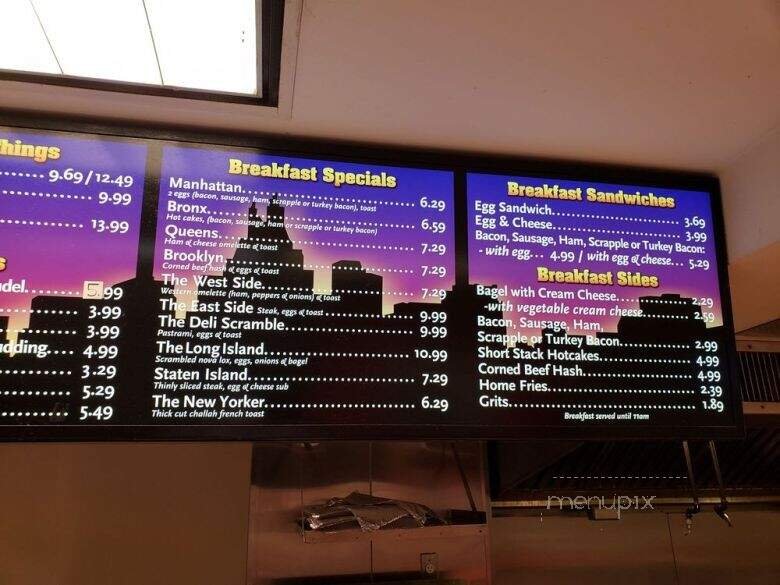 hings
9.69 / 12.49
9.99
13.99
s
del... 5.99
3.99
3.99
dding.... 4.99
3.29
5.29
5.49
Breakfast Specials
Manhattan 6.29
2 eggs (bacon, sausage, ham, scrapple or turkey bacon), toast
Bronx 6.59
Hot cakes, (bacon, sausage, ham or scrapple or turkey bacon)
Queens 7.29
Ham & cheese omelette & toast
Brooklyn 7.29
Corned beef hash & eggs & toast
The West Side 7.29
Western omelette (ham, peppers & onions) & toast
The East Side Steak, eggs & toast 9.99
The Deli Scramble 9.99
Pastrami, eggs & toast
The Long Island 10.99
Scrambled nova lox, eggs, onions & bagel
Staten Island 7.29
Thinly sliced steak, egg & cheese sub
The New Yorker 6.29
Thick cut challah french toast
Breakfast Sandwiches
Egg Sandwich 3.69
Egg & Cheese 3.99
Bacon, Sausage, Ham, Scrapple or Turkey Bacon:
- with egg... 4.99 / with egg & cheese.... 5.29
Breakfast Sides
Bagel with Cream Cheese 2.29
-with vegetable cream cheese 2.59
Bacon, Sausage, Ham,
Scrapple or Turkey Bacon 2.99
Short Stack Hotcakes 4.99
Corned Beef Hash 4.99
Home Fries 2.39
Grits 1.89
Breakfast served until 11am
menupix